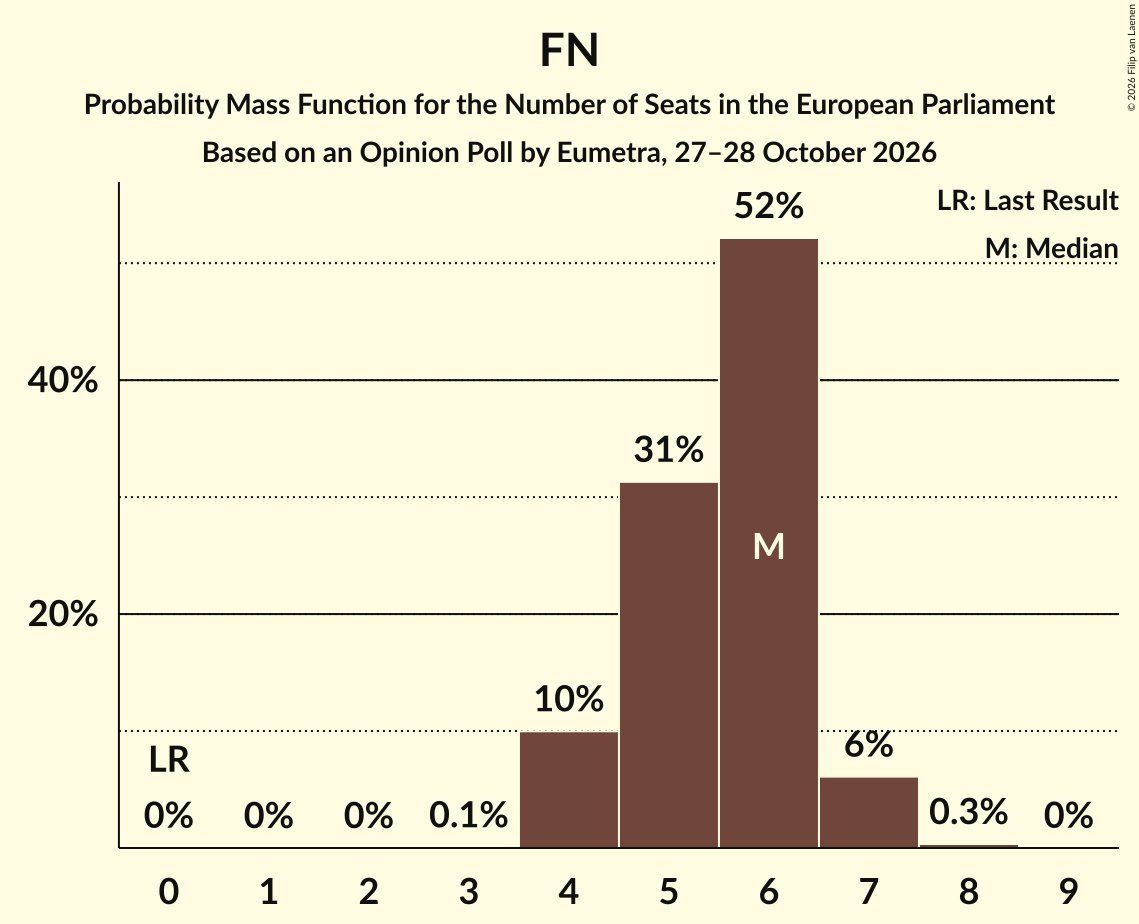 FN
Probability Mass Function for the Number of Seats in the European Parliament
Based on an Opinion Poll by Eumetra, 27–28 October 2026
© 2026 Filip van Laenen
LR: Last Result
M: Median
52%
40%
31%
M
20%
10%
6%
LR
0% 0% 0% 0.1% 0.3% 0%
0 1 2 3 4 5 6 7 8 9